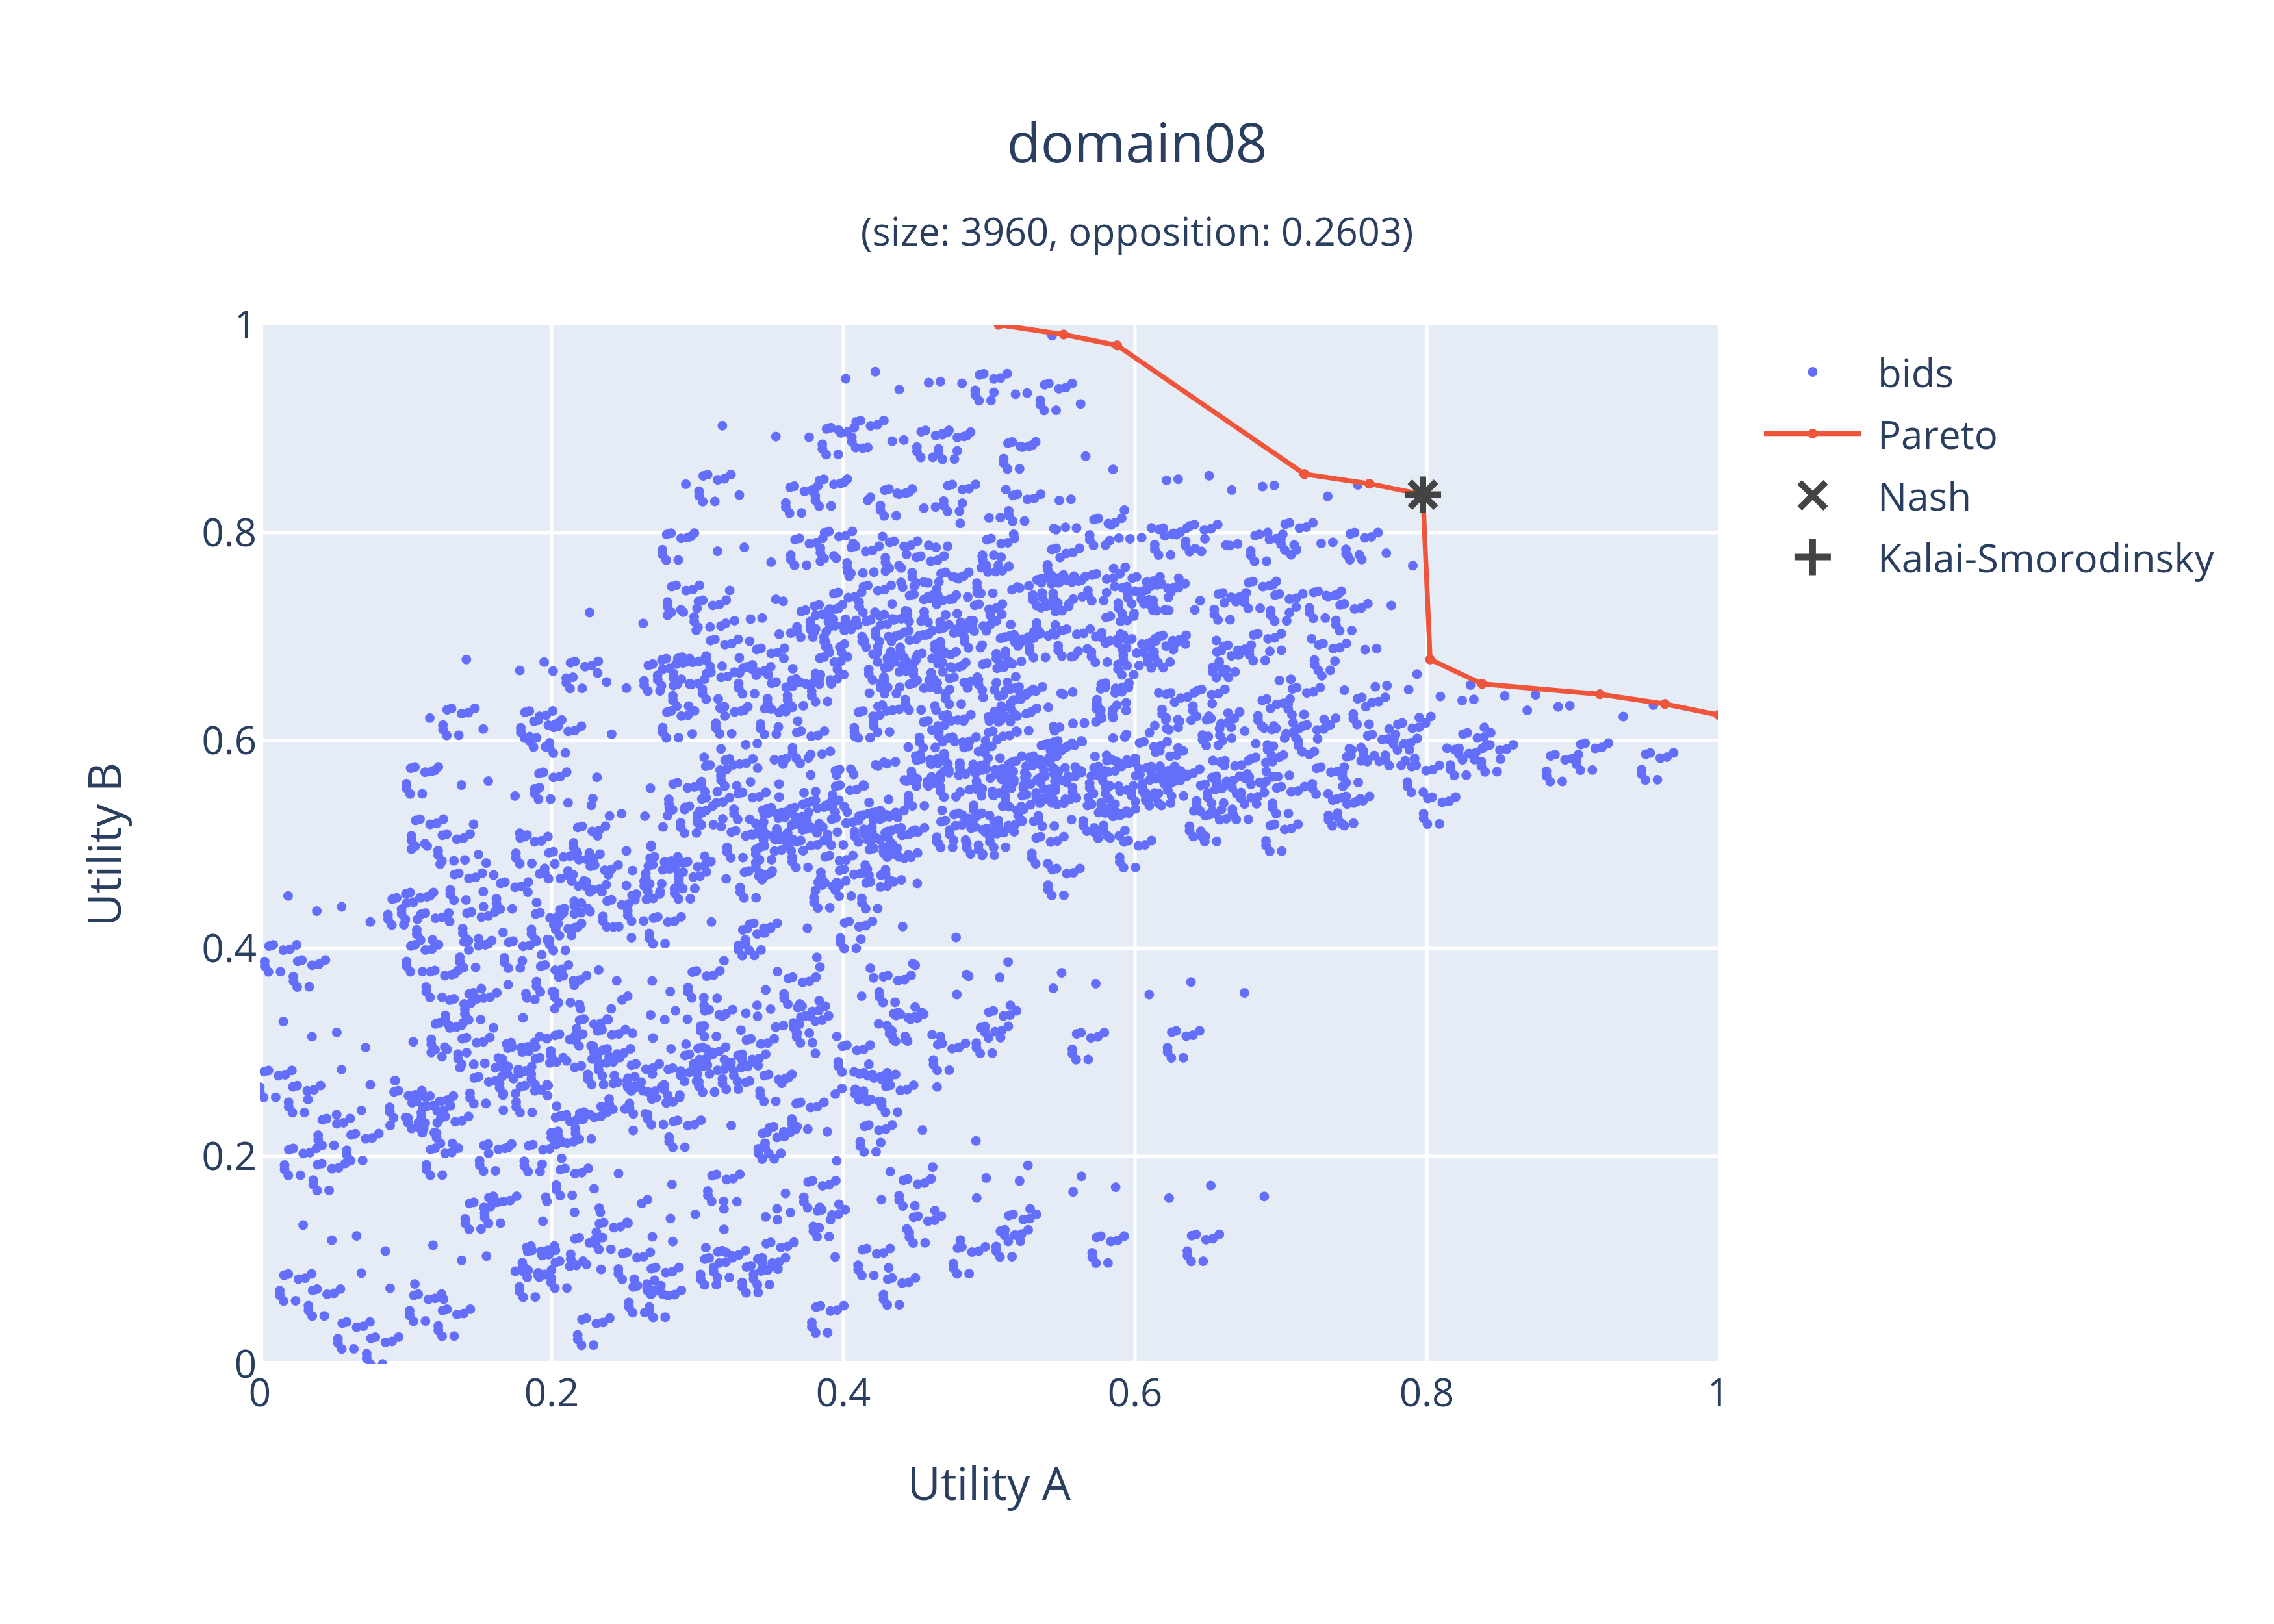 domain08
(size: 3960, opposition: 0.2603)
1
0.8
0.6
0.4
0.2
0
0
0.2
0.4
0.6
0.8
1
Utility B
Utility A
bids
Pareto
Nash
Kalai-Smorodinsky